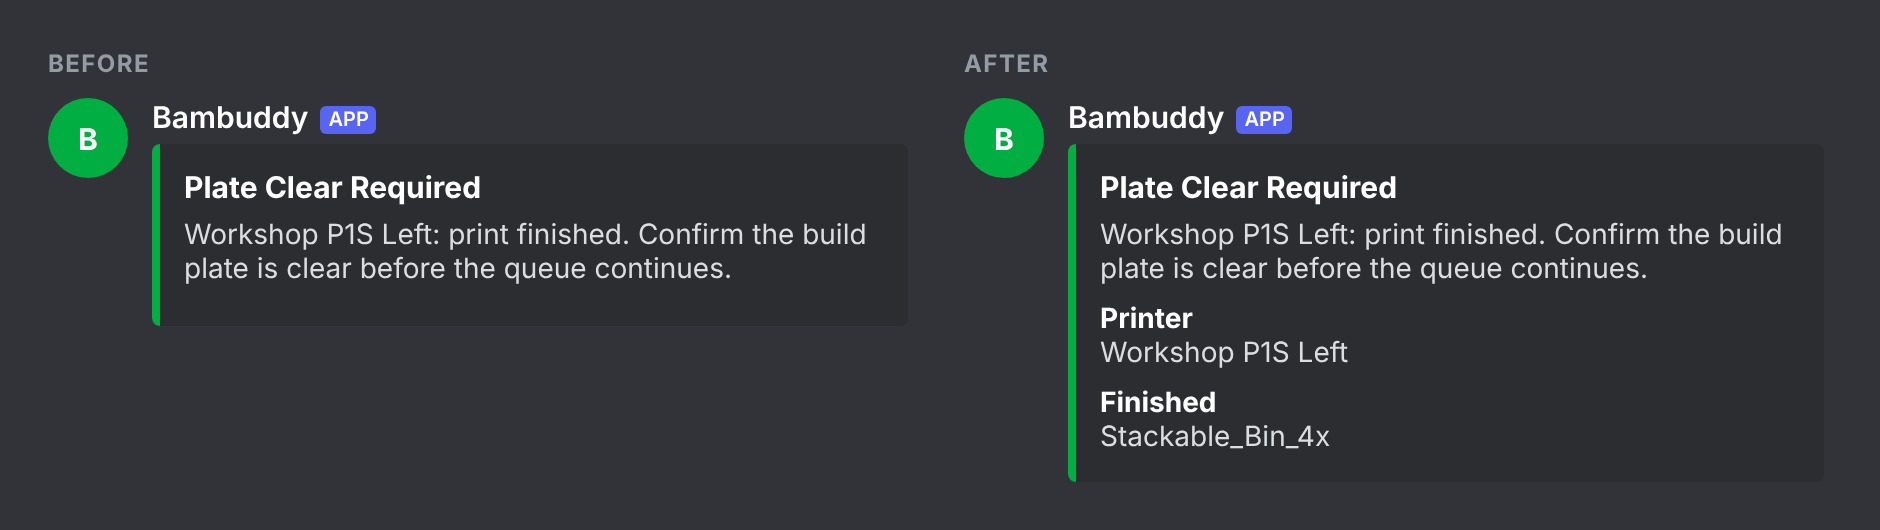 BEFORE
B
Bambuddy APP
Plate Clear Required
Workshop P1S Left: print finished. Confirm the build
plate is clear before the queue continues.
AFTER
B
Bambuddy APP
Plate Clear Required
Workshop P1S Left: print finished. Confirm the build
plate is clear before the queue continues.
Printer
Workshop P1S Left
Finished
Stackable_Bin_4x